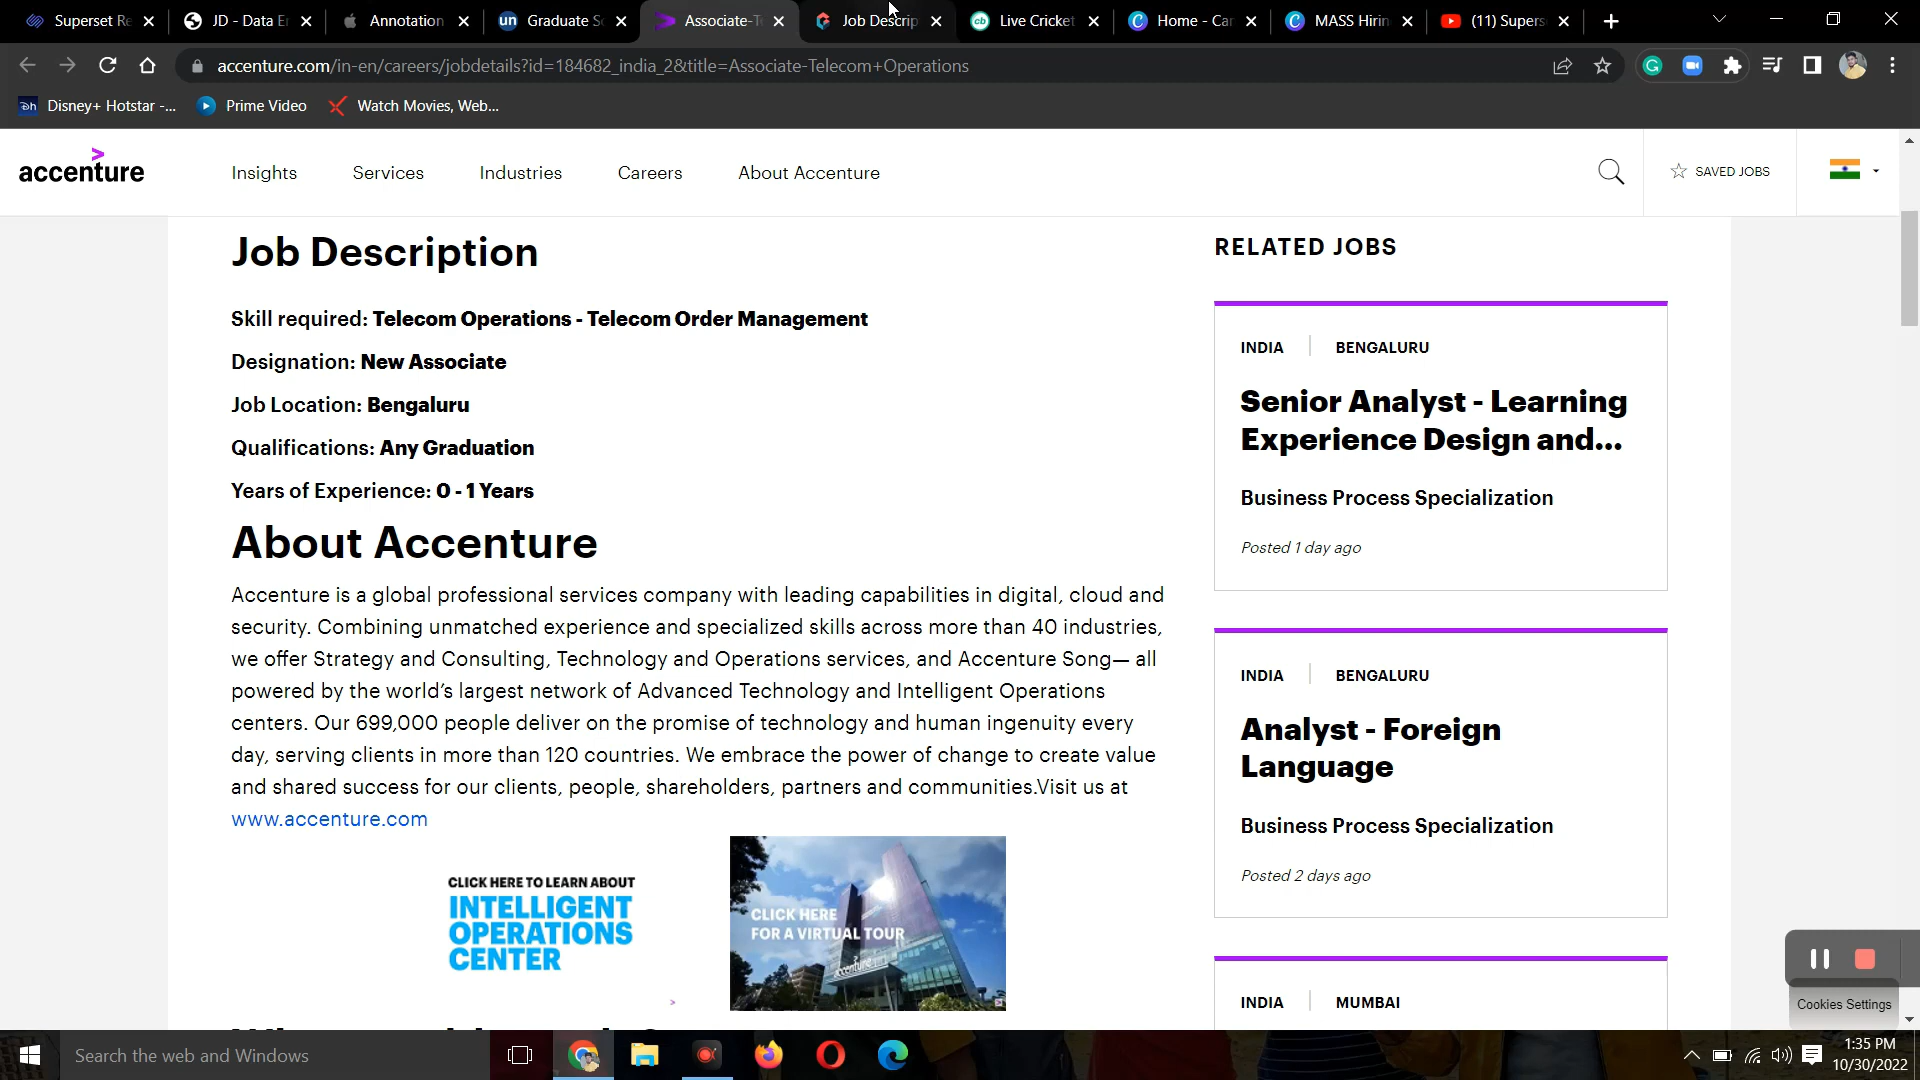 Superset Re
JD - Data E
Annotation
Graduate S
Associate-T
Job Descrip
Live Cricket
Home - Car
MASS Hirin
(11) Supers
accenture.com/in-en/careers/jobdetails?id=184682_india_2&title=Associate-Telecom+Operations
Disney+ Hotstar -...
Prime Video
Watch Movies, Web...
accenture
Insights
Services
Industries
Careers
About Accenture
SAVED JOBS
Job Description
Skill required: Telecom Operations - Telecom Order Management
Designation: New Associate
Job Location: Bengaluru
Qualifications: Any Graduation
Years of Experience: 0 - 1 Years
About Accenture
Accenture is a global professional services company with leading capabilities in digital, cloud and
security. Combining unmatched experience and specialized skills across more than 40 industries,
we offer Strategy and Consulting, Technology and Operations services, and Accenture Song— all
powered by the world’s largest network of Advanced Technology and Intelligent Operations
centers. Our 699,000 people deliver on the promise of technology and human ingenuity every
day, serving clients in more than 120 countries. We embrace the power of change to create value
and shared success for our clients, people, shareholders, partners and communities.Visit us at
www.accenture.com
CLICK HERE TO LEARN ABOUT
INTELLIGENT
OPERATIONS
CENTER
CLICK HERE
FOR A VIRTUAL TOUR
accenture
RELATED JOBS
INDIA
BENGALURU
Senior Analyst - Learning
Experience Design and...
Business Process Specialization
Posted 1 day ago
INDIA
BENGALURU
Analyst - Foreign
Language
Business Process Specialization
Posted 2 days ago
INDIA
MUMBAI
Cookies Settings
Search the web and Windows
1:35 PM
10/30/2022